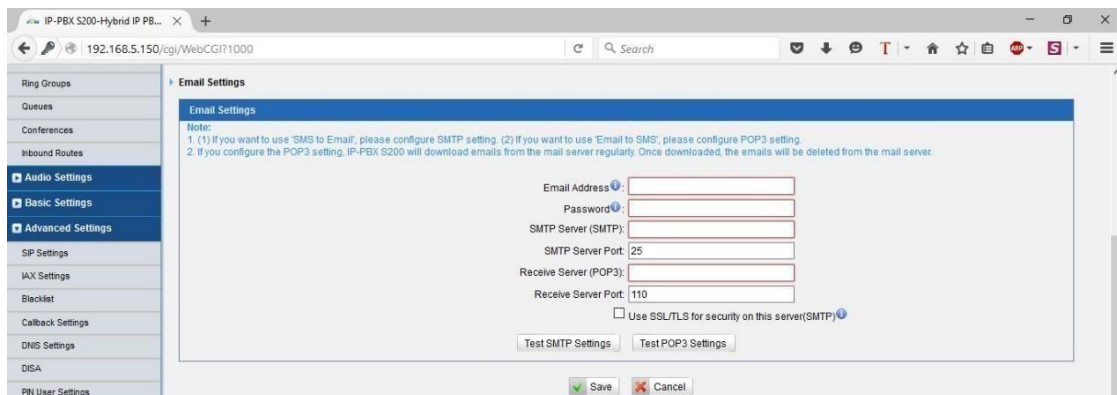 IP-PBX S200-Hybrid IP PB...
192.168.5.150/cgi/WebCGI?1000
Search
Ring Groups
Queues
Conferences
Inbound Routes
Audio Settings
Basic Settings
Advanced Settings
SIP Settings
IAX Settings
Blacklist
Callback Settings
DNIS Settings
DISA
PIN User Settings
Email Settings
Email Settings
Note:
1. (1) If you want to use 'SMS to Email', please configure SMTP setting. (2) If you want to use 'Email to SMS', please configure POP3 setting.
2. If you configure the POP3 setting, IP-PBX S200 will download emails from the mail server regularly. Once downloaded, the emails will be deleted from the mail server.
Email Address :
Password :
SMTP Server (SMTP):
SMTP Server Port: 25
Receive Server (POP3):
Receive Server Port: 110
Use SSL/TLS for security on this server(SMTP)
Test SMTP Settings Test POP3 Settings
Save Cancel